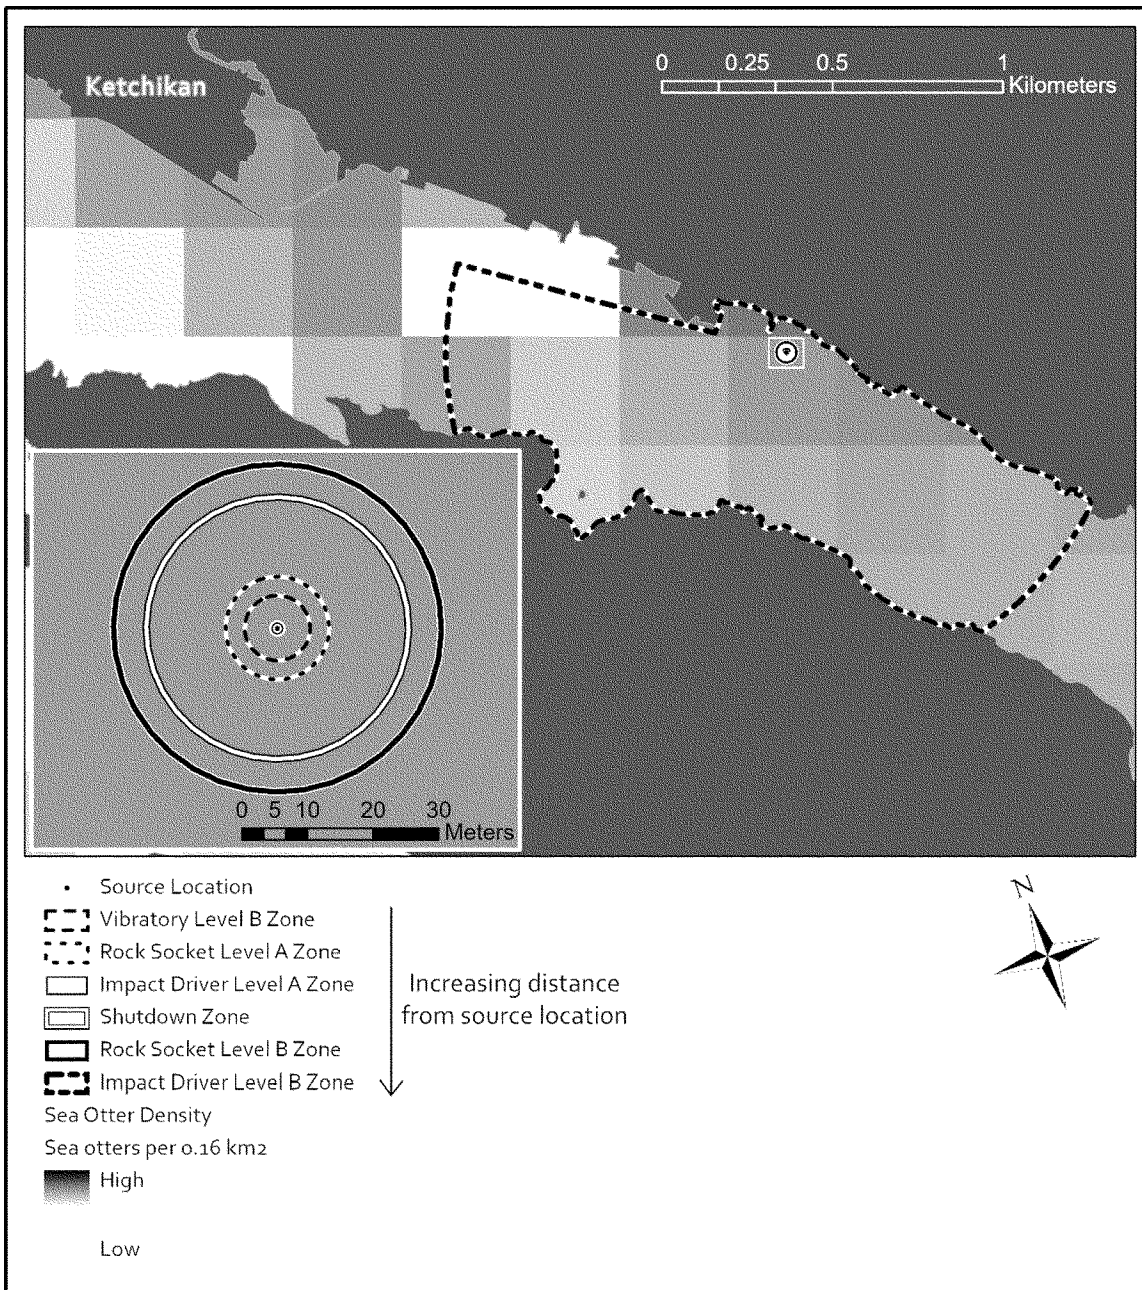 Ketchikan
0 0.25 0.5 1
Kilometers
0 5 10 20 30
Meters
Source Location
Vibratory Level B Zone
Rock Socket Level A Zone
Impact Driver Level A Zone
Shutdown Zone
Rock Socket Level B Zone
Impact Driver Level B Zone
Increasing distance
from source location
N
Sea Otter Density
Sea otters per 0.16 km2
High
Low